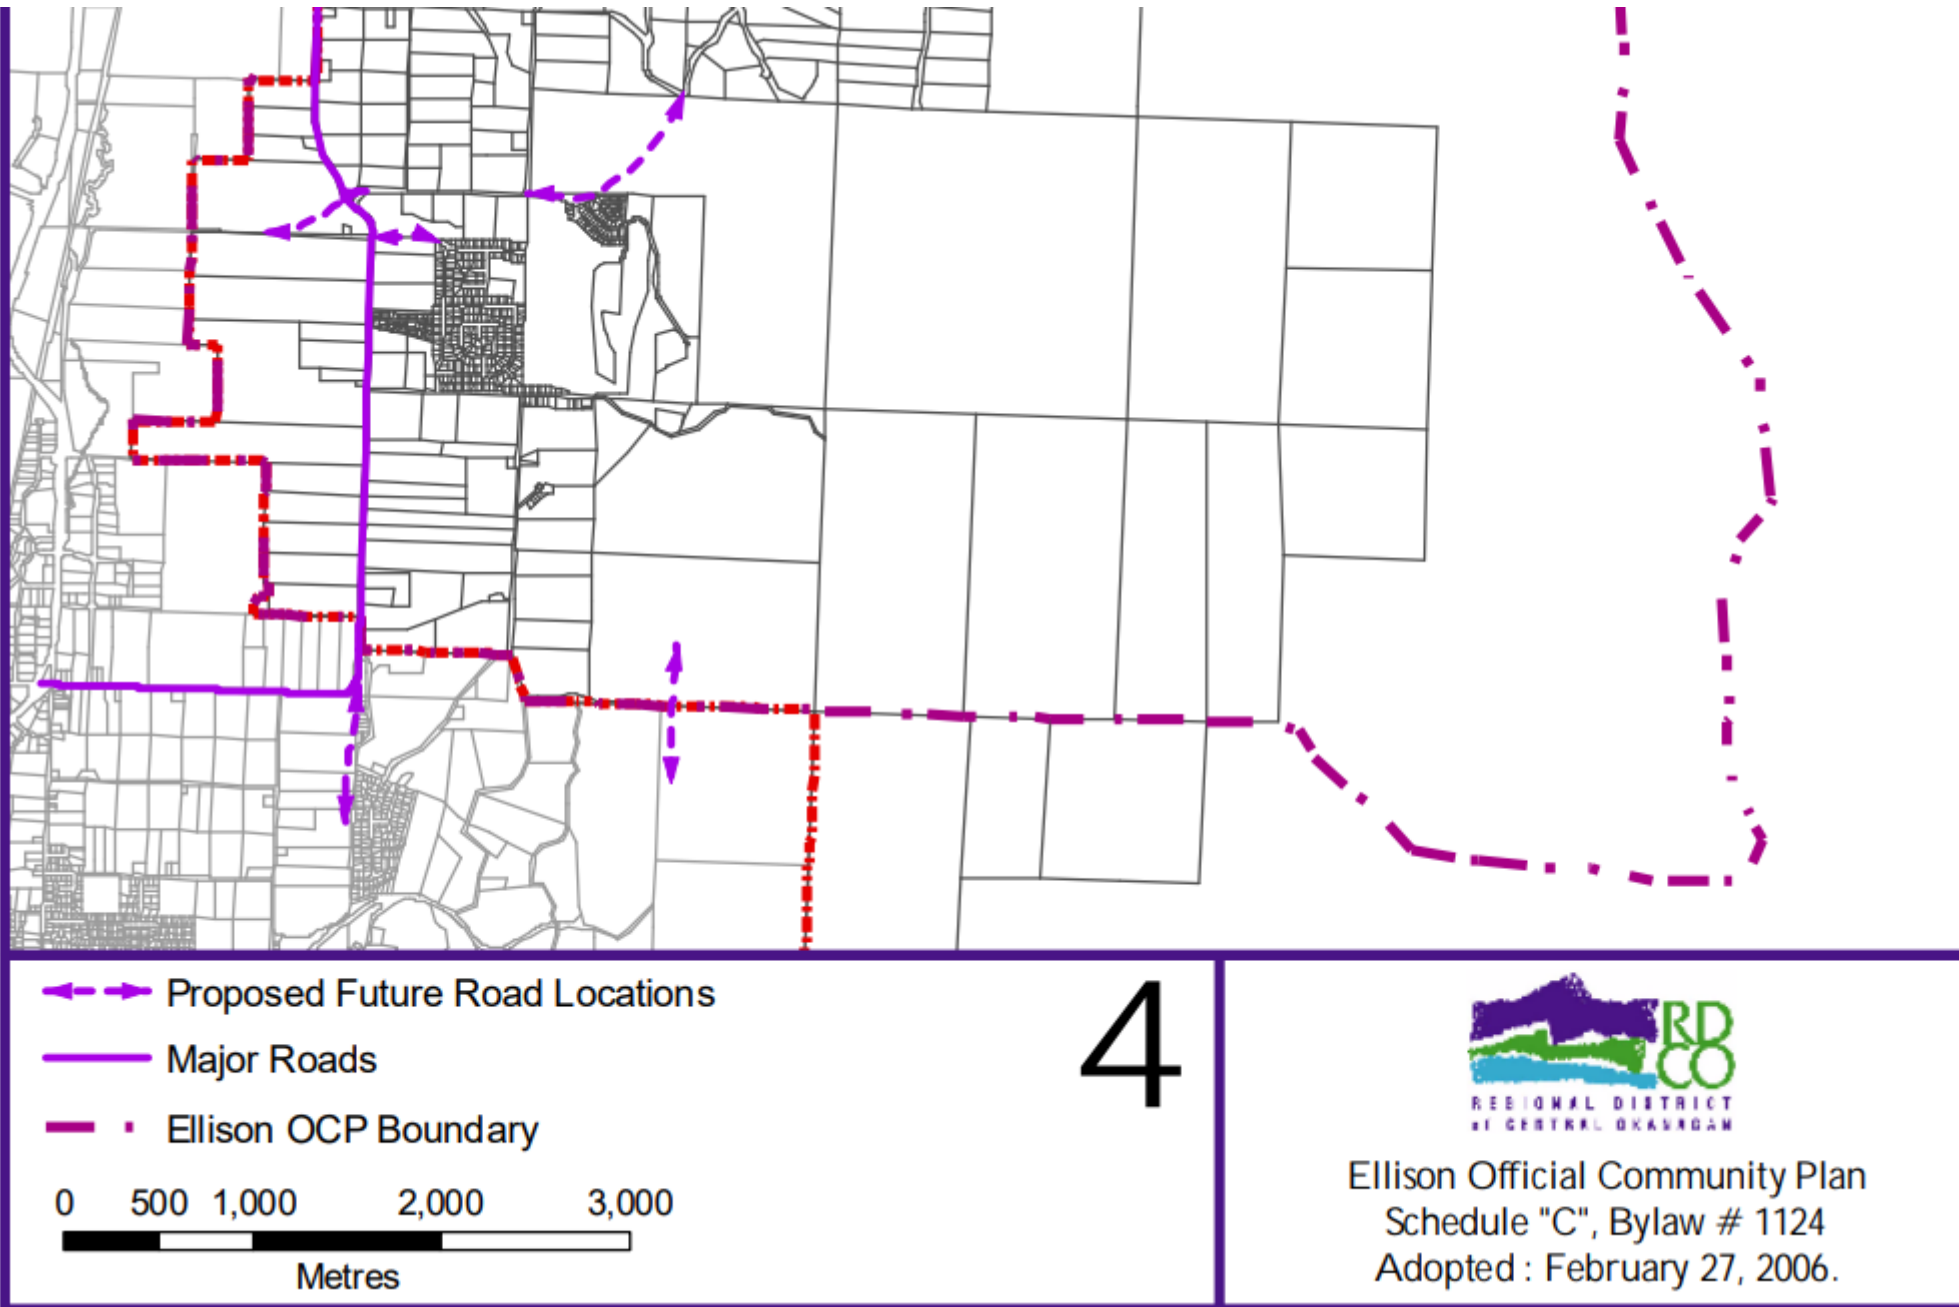 Proposed Future Road Locations
Major Roads
Ellison OCP Boundary
0 500 1,000 2,000 3,000
Metres
4
RD
CO
REGIONAL DISTRICT
of CENTRAL OKANAGAN
Ellison Official Community Plan
Schedule "C", Bylaw # 1124
Adopted : February 27, 2006.